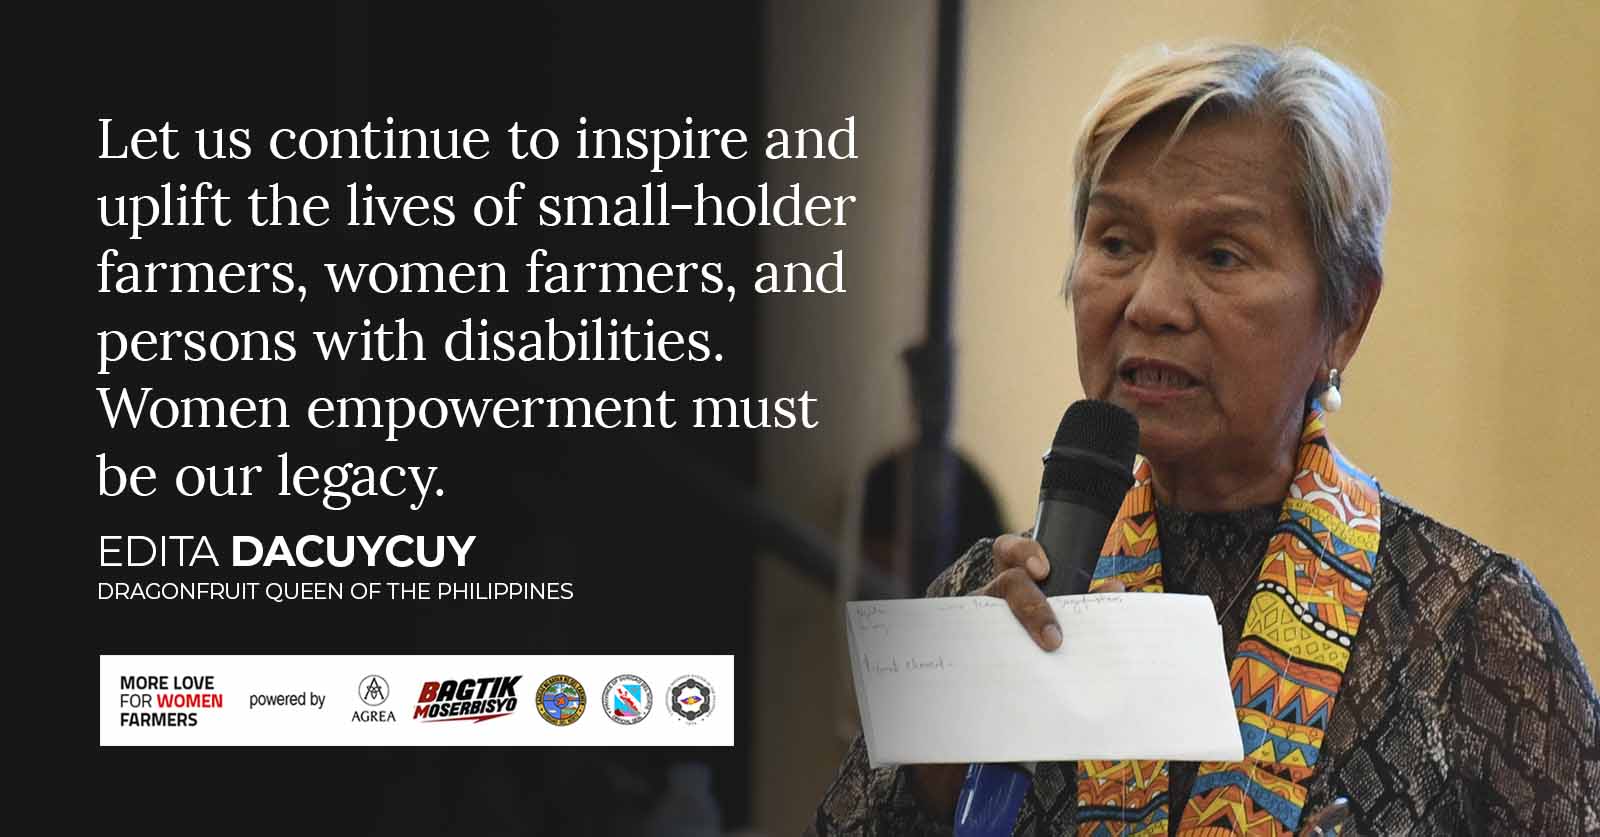 Let us continue to inspire and
uplift the lives of small-holder
farmers, women farmers, and
persons with disabilities.
Women empowerment must
be our legacy.
EDITA DACUYCUY
DRAGONFRUIT QUEEN OF THE PHILIPPINES
MORE LOVE
FOR WOMEN
FARMERS
powered by
AGREA
BAGTIK
MOSERBISYO